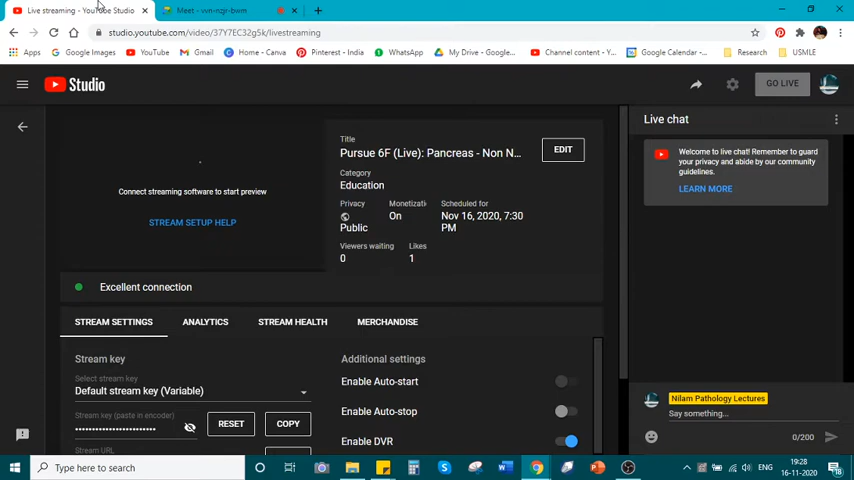 Live streaming - YouTube Studio
Meet - vvn-nzjr-bwm
studio.youtube.com/video/37Y7EC32g5k/livestreaming
Apps
Google Images
YouTube
Gmail
Home - Canva
Pinterest - India
WhatsApp
My Drive - Google...
Channel content - Y...
Google Calendar -...
Research
USMLE
Studio
GO LIVE
Connect streaming software to start preview
STREAM SETUP HELP
Title
Pursue 6F (Live): Pancreas - Non N...
EDIT
Category
Education
Privacy
Public
Monetizati
On
Scheduled for
Nov 16, 2020, 7:30
PM
Viewers waiting
0
Likes
1
Excellent connection
STREAM SETTINGS
ANALYTICS
STREAM HEALTH
MERCHANDISE
Stream key
Select stream key
Default stream key (Variable)
Stream key (paste in encoder)
••••••••••••••••••••••••
RESET
COPY
Stream URL
Additional settings
Enable Auto-start
Enable Auto-stop
Enable DVR
Live chat
Welcome to live chat! Remember to guard
your privacy and abide by our community
guidelines.
LEARN MORE
Nilam Pathology Lectures
Say something...
0/200
Type here to search
ENG
19:28
16-11-2020
18